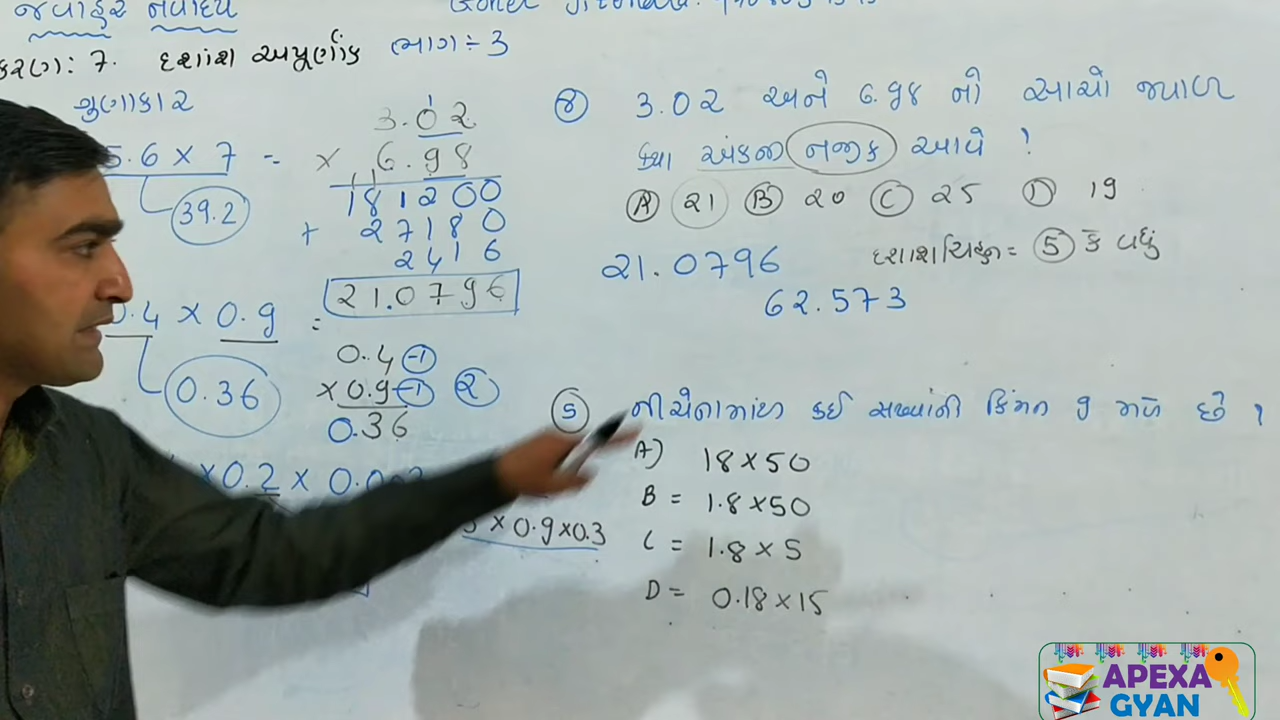 જવાહર નવોદય
કરણ: 7. દશાંશ અપૂર્ણાંક ભાગ:- 3
ગુણાકાર
5.6 × 7 =
39.2
3.02
× 6.98
181200
+ 27180
2416
21.0796
0.4 × 0.9 =
0.36
0.4 -1
× 0.9 -1 2
0.36
× 0.2 × 0.00
× 0.9 × 0.3
④ 3.02 અને 6.98 નો સાચો જવાબ
કયા અંકની નજીક આવે ?
A 21 B 20 C 25 D 19
21.0796 દશાંશચિહ્ન = 5 કે વધું
62.573
5 નીચેનામાંથી કઈ સંખ્યાની કિંમત 9 મળે છે ?
A) 18×50
B = 1.8×50
C = 1.8×5
D = 0.18×15
APEXA
GYAN